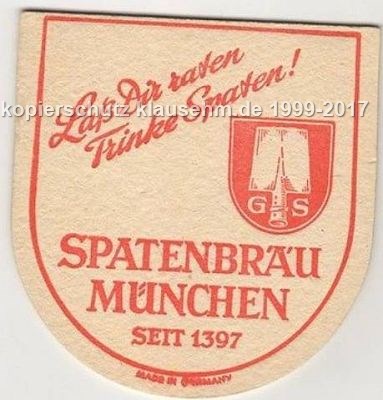 Laß Dir raten
Trinke Spaten!
kopierschutz klausehm.de 1999-2017
G S
SPATENBRÄU
MÜNCHEN
SEIT 1397
MADE IN GERMANY